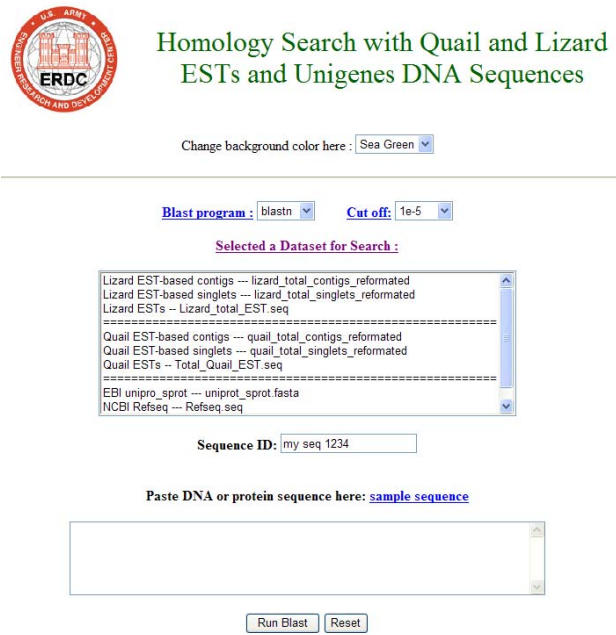 U.S. ARMY
ERDC
ENGINEER RESEARCH AND DEVELOPMENT CENTER
Homology Search with Quail and Lizard
ESTs and Unigenes DNA Sequences
Change background color here : Sea Green
Blast program : blastn Cut off: 1e-5
Selected a Dataset for Search :
Lizard EST-based contigs --- lizard_total_contigs_reformated
Lizard EST-based singlets --- lizard_total_singlets_reformated
Lizard ESTs -- Lizard_total_EST.seq
=================================================
Quail EST-based contigs --- quail_total_contigs_reformated
Quail EST-based singlets --- quail_total_singlets_reformated
Quail ESTs -- Total_Quail_EST.seq
=================================================
EBI unipro_sprot --- uniprot_sprot.fasta
NCBI Refseq --- Refseq.seq
Sequence ID: my seq 1234
Paste DNA or protein sequence here: sample sequence
Run Blast Reset